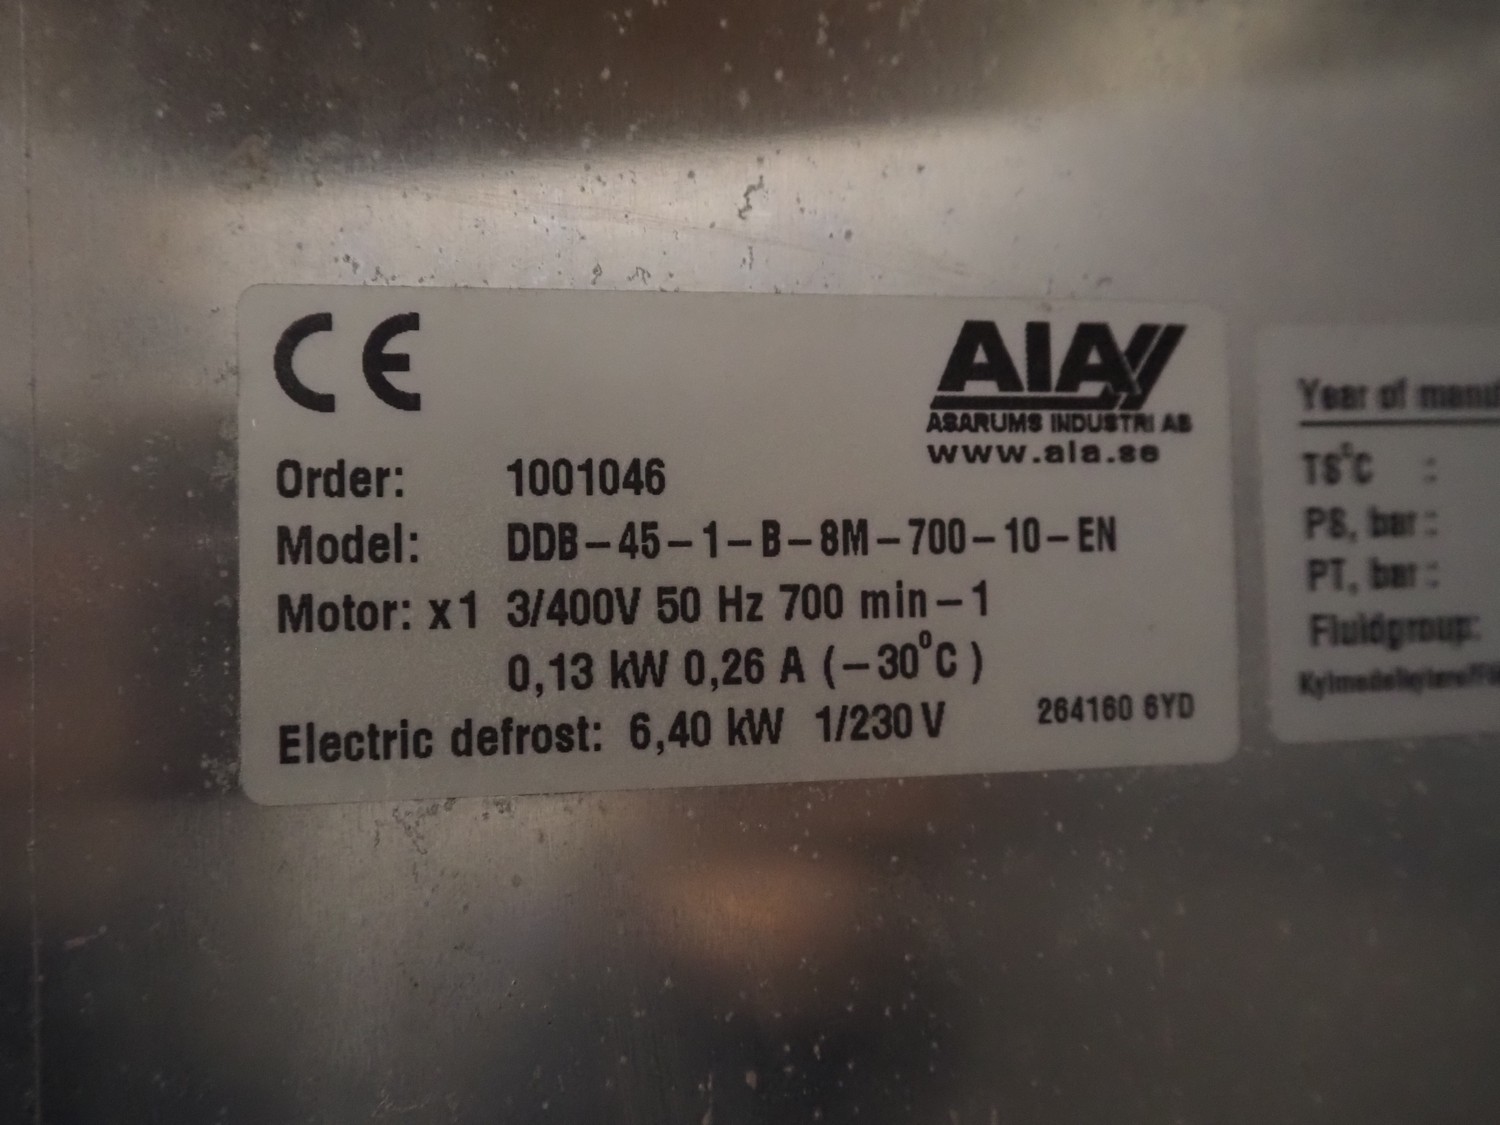 CE
AIA
ASARUMS INDUSTRI AB
www.aia.se
Order: 1001046
Model: DDB-45-1-B-8M-700-10-EN
Motor: x1 3/400V 50 Hz 700 min-1
0,13 kW 0,26 A (-30°C)
Electric defrost: 6,40 kW 1/230 V
264160 6YD
Year of
TS°C :
PS, bar :
PT, bar :
Fluidgroup: